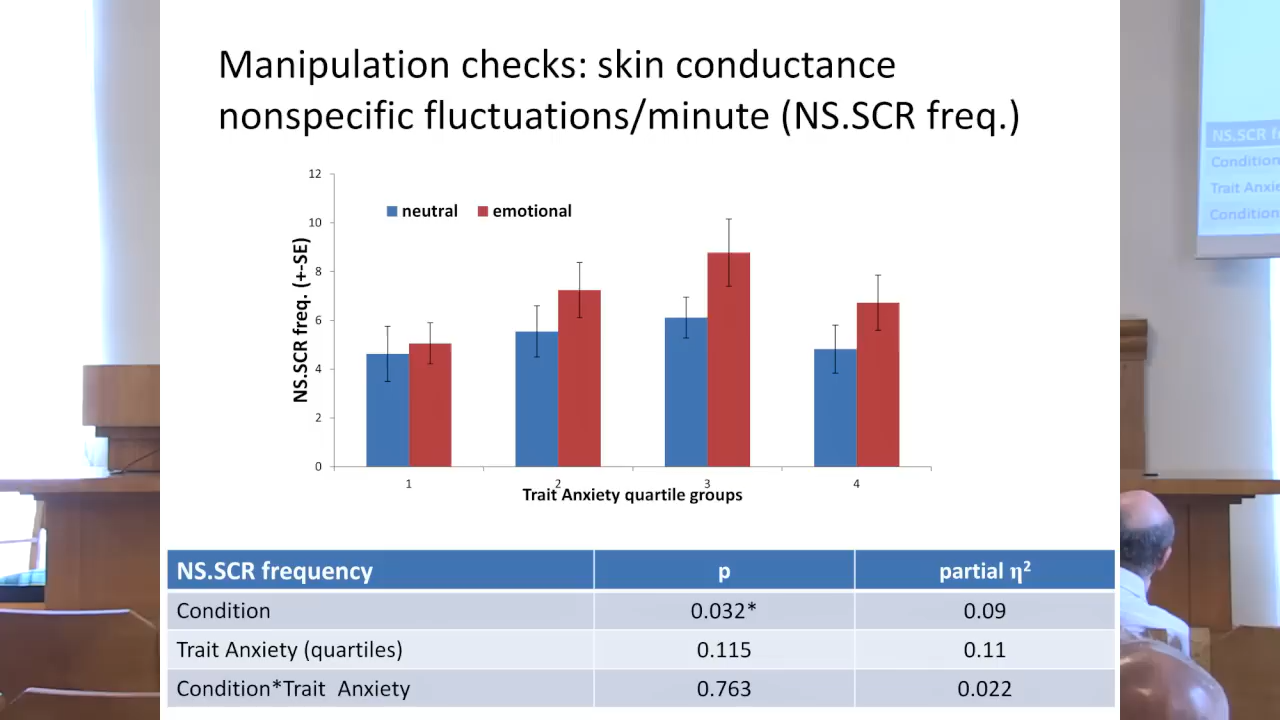 Manipulation checks: skin conductance
nonspecific fluctuations/minute (NS.SCR freq.)
12
10
8
6
4
2
0
NS.SCR freq. (+-SE)
neutral emotional
1 2 3 4
Trait Anxiety quartile groups
NS.SCR frequency p partial η²
Condition 0.032* 0.09
Trait Anxiety (quartiles) 0.115 0.11
Condition*Trait Anxiety 0.763 0.022
NS.SCR f
Condition
Trait Anxie
Condition